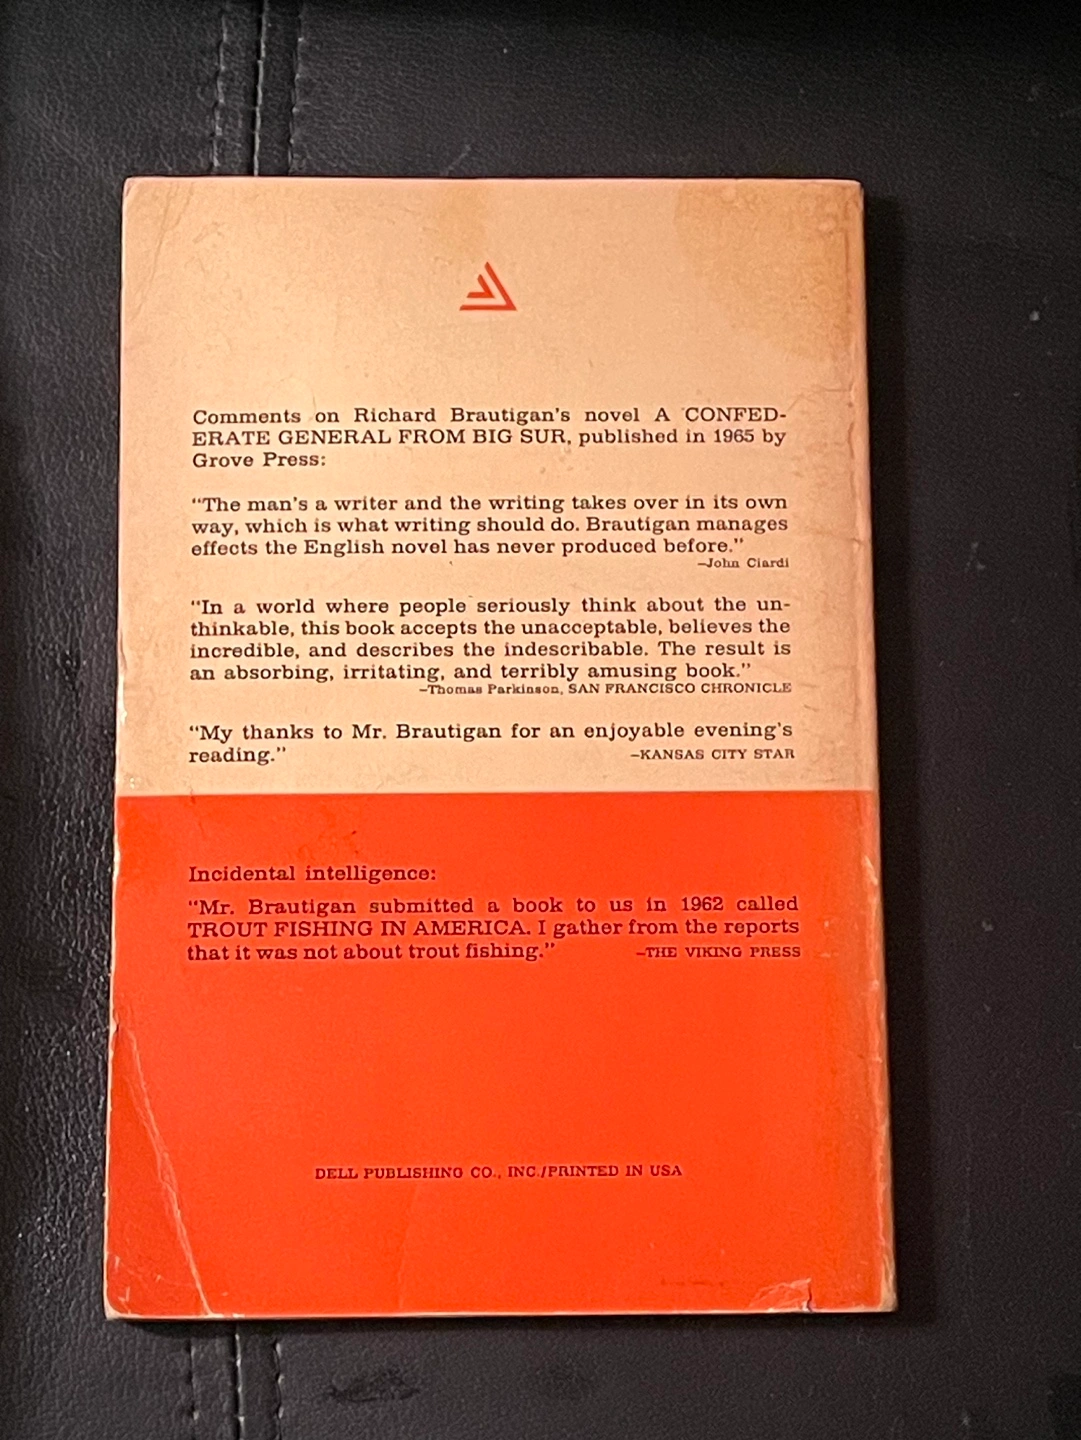 Comments on Richard Brautigan's novel A CONFED-
ERATE GENERAL FROM BIG SUR, published in 1965 by
Grove Press:
“The man's a writer and the writing takes over in its own
way, which is what writing should do. Brautigan manages
effects the English novel has never produced before.”
–John Ciardi
“In a world where people seriously think about the un-
thinkable, this book accepts the unacceptable, believes the
incredible, and describes the indescribable. The result is
an absorbing, irritating, and terribly amusing book.”
–Thomas Parkinson, SAN FRANCISCO CHRONICLE
“My thanks to Mr. Brautigan for an enjoyable evening's
reading.” –KANSAS CITY STAR
Incidental intelligence:
“Mr. Brautigan submitted a book to us in 1962 called
TROUT FISHING IN AMERICA. I gather from the reports
that it was not about trout fishing.” –THE VIKING PRESS
DELL PUBLISHING CO., INC./PRINTED IN USA